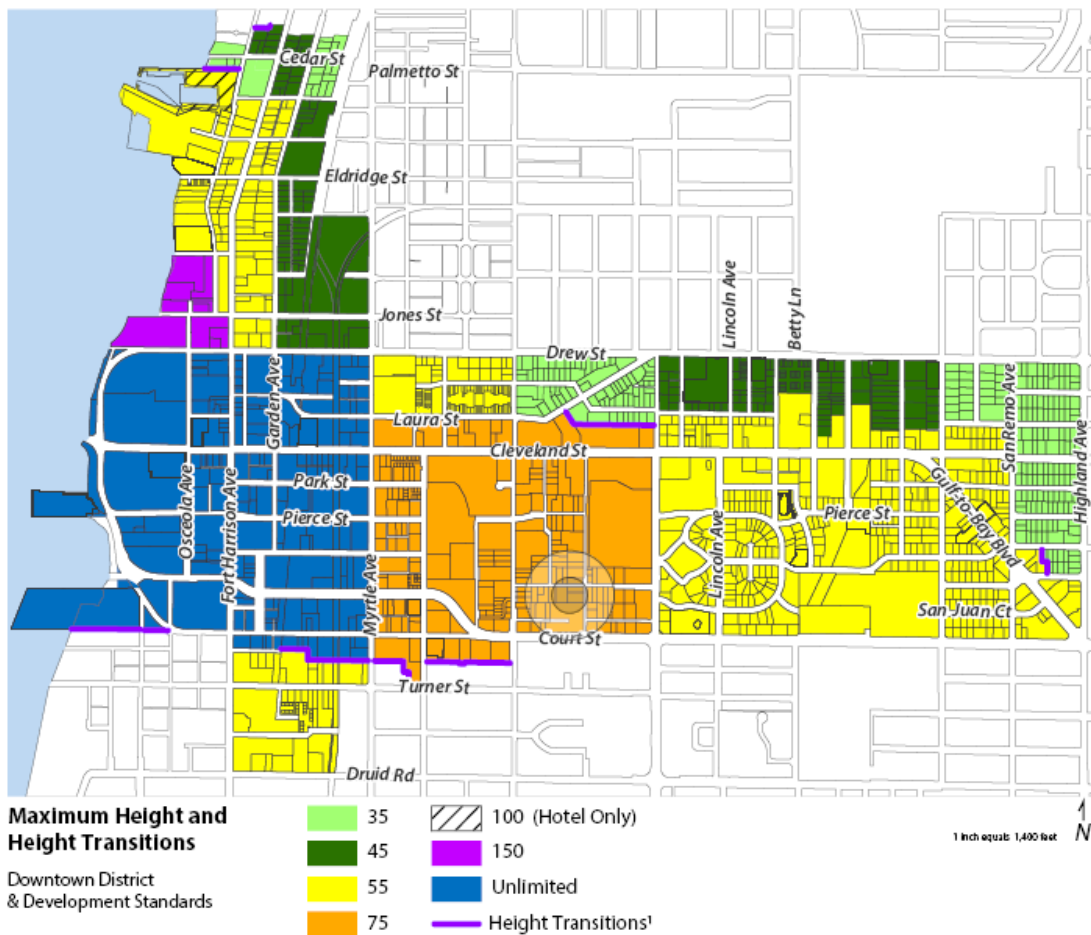 Cedar St
Palmetto St
Eldridge St
Jones St
Lincoln Ave
Betty Ln
Drew St
Garden Ave
Laura St
Cleveland St
SanRemo Ave
Highland Ave
Osceola Ave
Fort Harrison Ave
Park St
Pierce St
Pierce St
Gulf-to-Bay Blvd
Myrtle Ave
Lincoln Ave
San Juan Ct
Court St
Turner St
Druid Rd
Maximum Height and
Height Transitions
Downtown District
& Development Standards
35
45
55
75
100 (Hotel Only)
150
Unlimited
Height Transitions¹
1 inch equals 1,400 feet
N